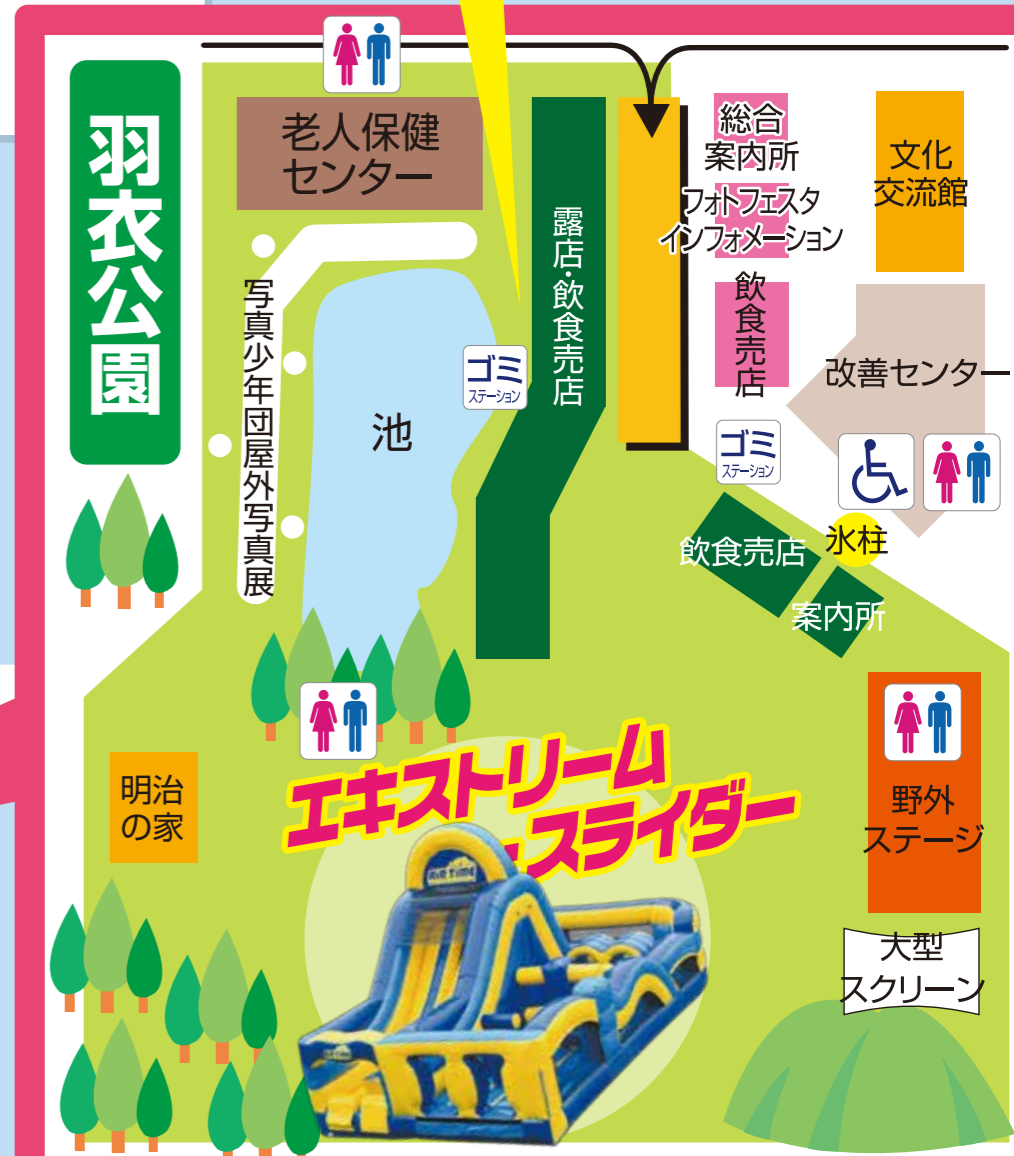 羽衣公園
老人保健
センター
露店・飲食売店
総合
案内所
フォトフェスタ
インフォメーション
飲食売店
文化
交流館
改善センター
写真少年団屋外写真展
池
ゴミ
ステーション
ゴミ
ステーション
飲食売店
氷柱
案内所
明治
の家
エキストリーム
・スライダー
野外
ステージ
大型
スクリーン
AIR TIME